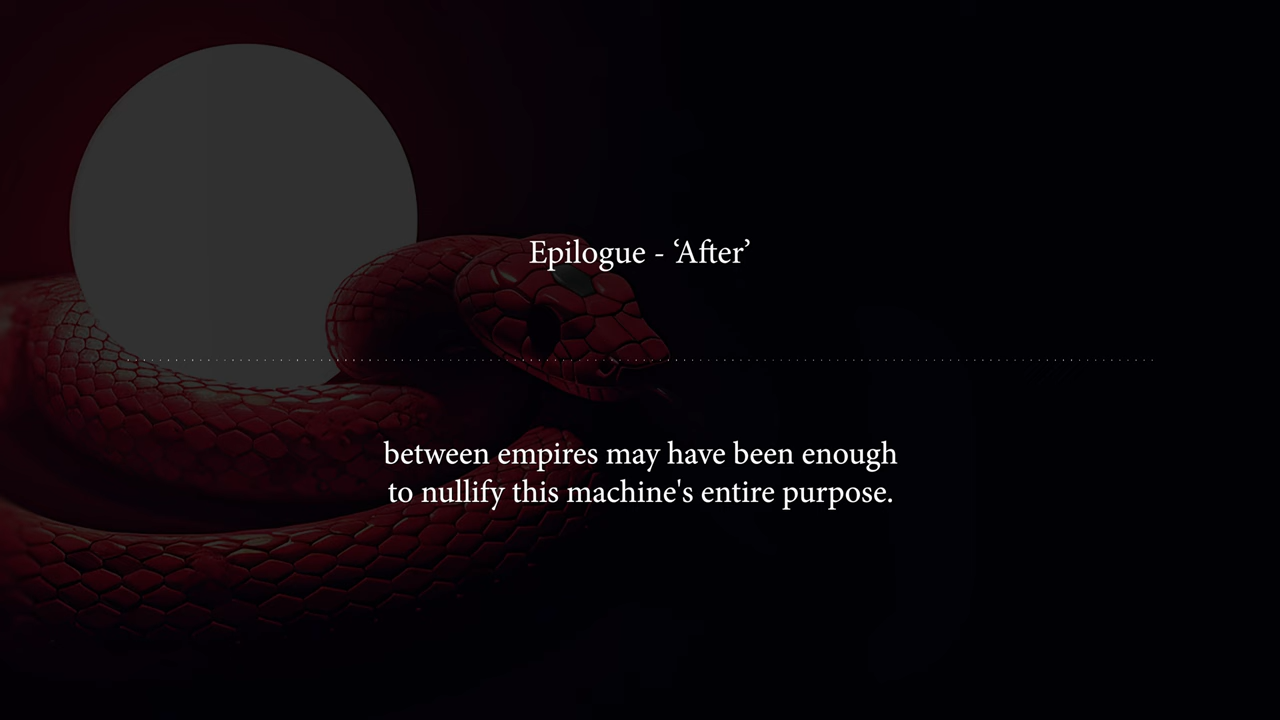 Epilogue - ‘After’
between empires may have been enough
to nullify this machine's entire purpose.